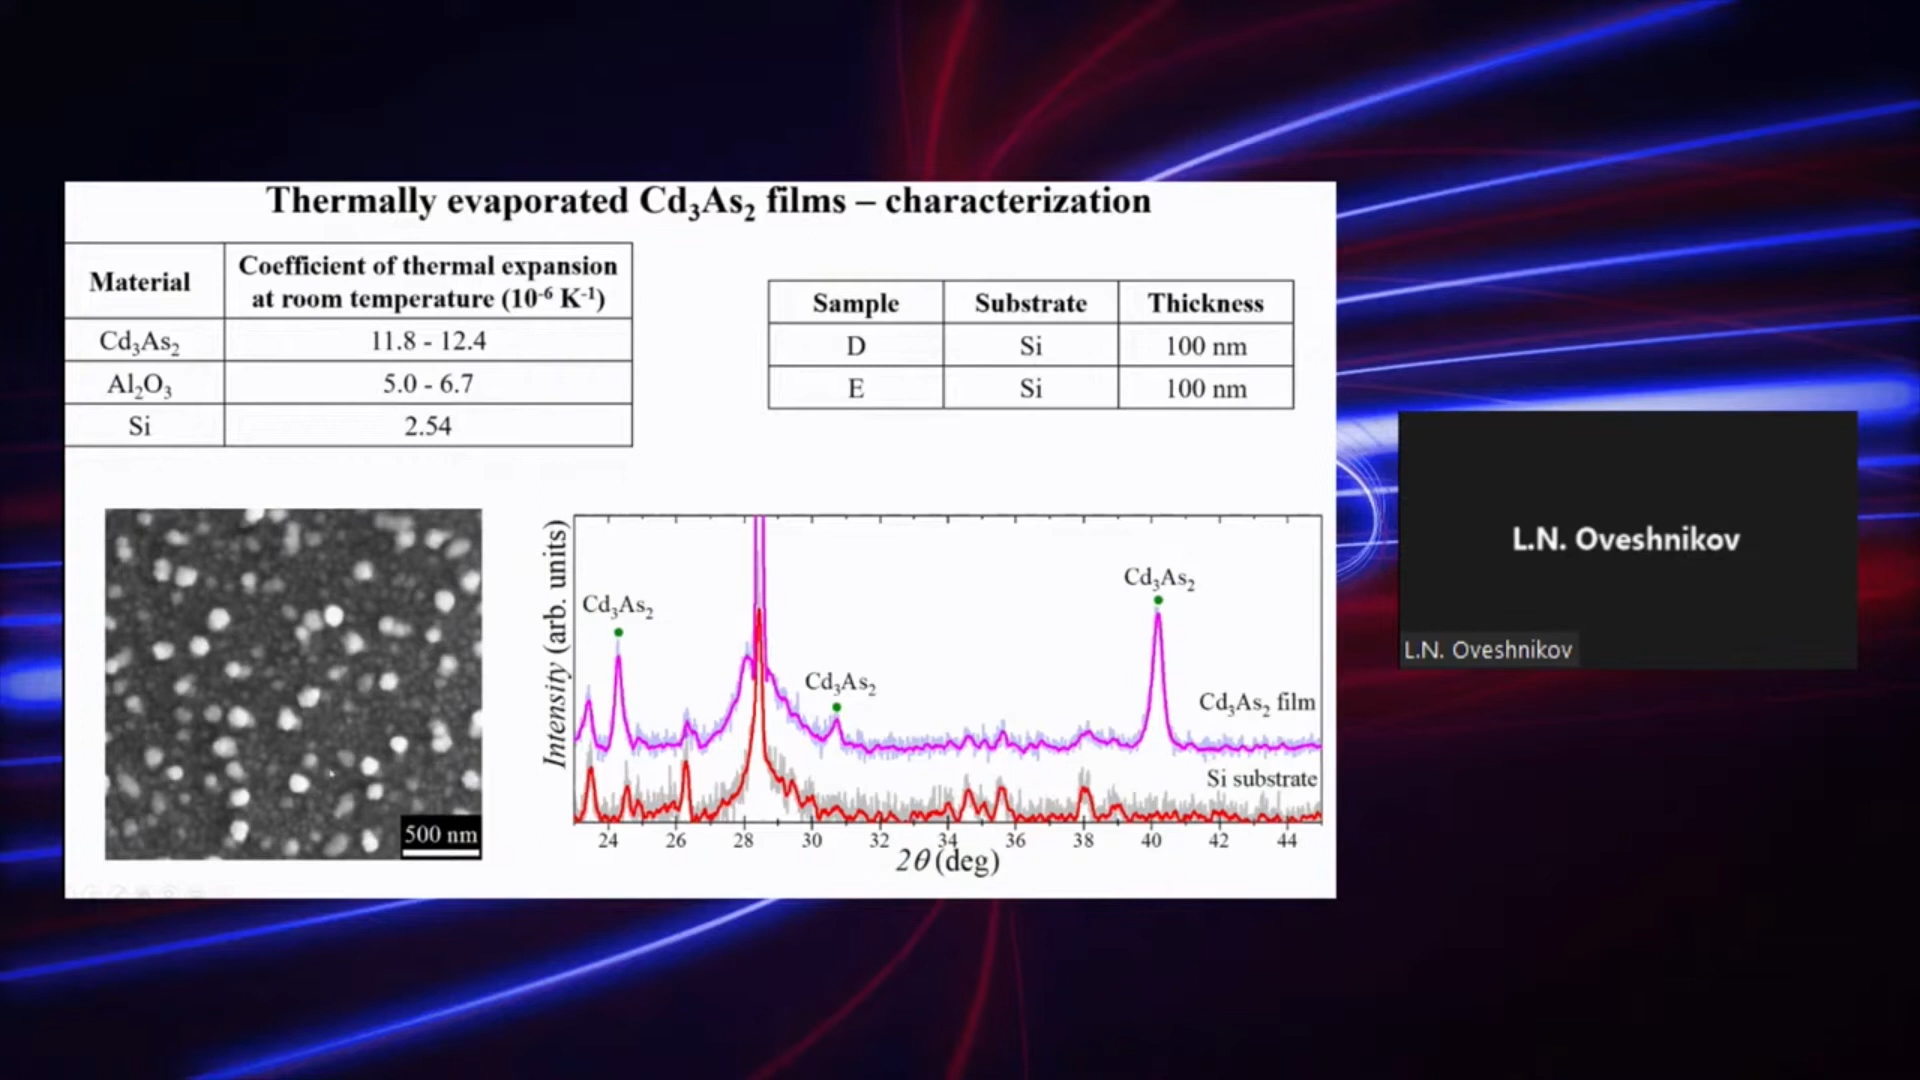 Thermally evaporated Cd₃As₂ films – characterization
Material
Coefficient of thermal expansion
at room temperature (10⁻⁶ K⁻¹)
Cd₃As₂
11.8 - 12.4
Al₂O₃
5.0 - 6.7
Si
2.54
Sample
Substrate
Thickness
D
Si
100 nm
E
Si
100 nm
500 nm
Intensity (arb. units)
Cd₃As₂
Cd₃As₂
Cd₃As₂
Cd₃As₂ film
Si substrate
24 26 28 30 32 34 36 38 40 42 44
2θ (deg)
L.N. Oveshnikov
L.N. Oveshnikov